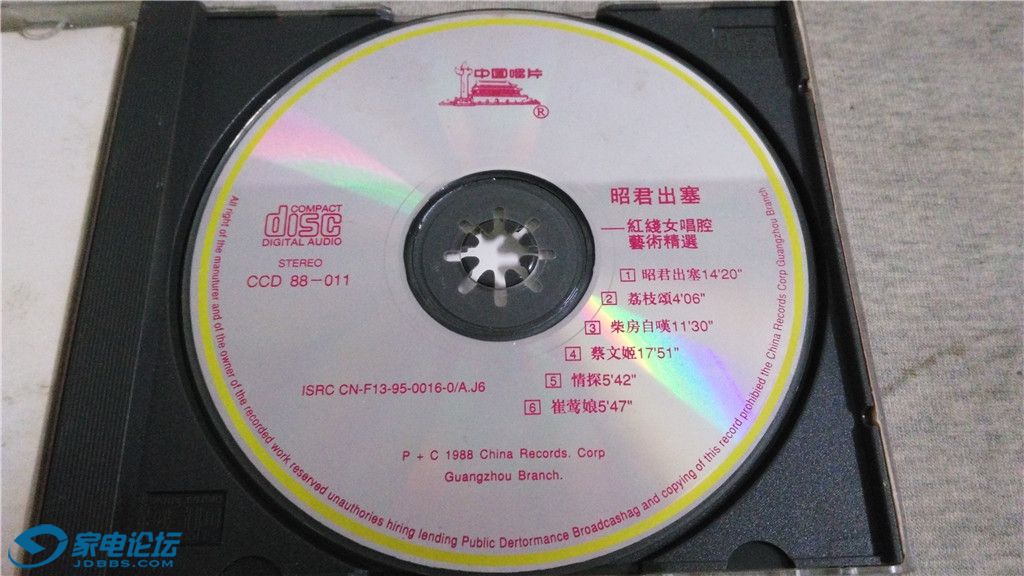 中国唱片
®
COMPACT
disc
DIGITAL AUDIO
STEREO
CCD 88-011
昭君出塞
—紅綫女唱腔
藝術精選
1 昭君出塞14'20"
2 荔枝頌4'06"
3 柴房自嘆11'30"
4 蔡文姬17'51"
5 情探5'42"
6 崔莺娘5'47"
ISRC CN-F13-95-0016-0/A.J6
P + C 1988 China Records. Corp
Guangzhou Branch.
All right of the manuturer and of the owner of the recorded work reserved unauthories hiring lending Public Dertormance Broadcashag and copying of this record prohibied the China Records Corp Guangzhou Branch
家电论坛
JDBBS.COM